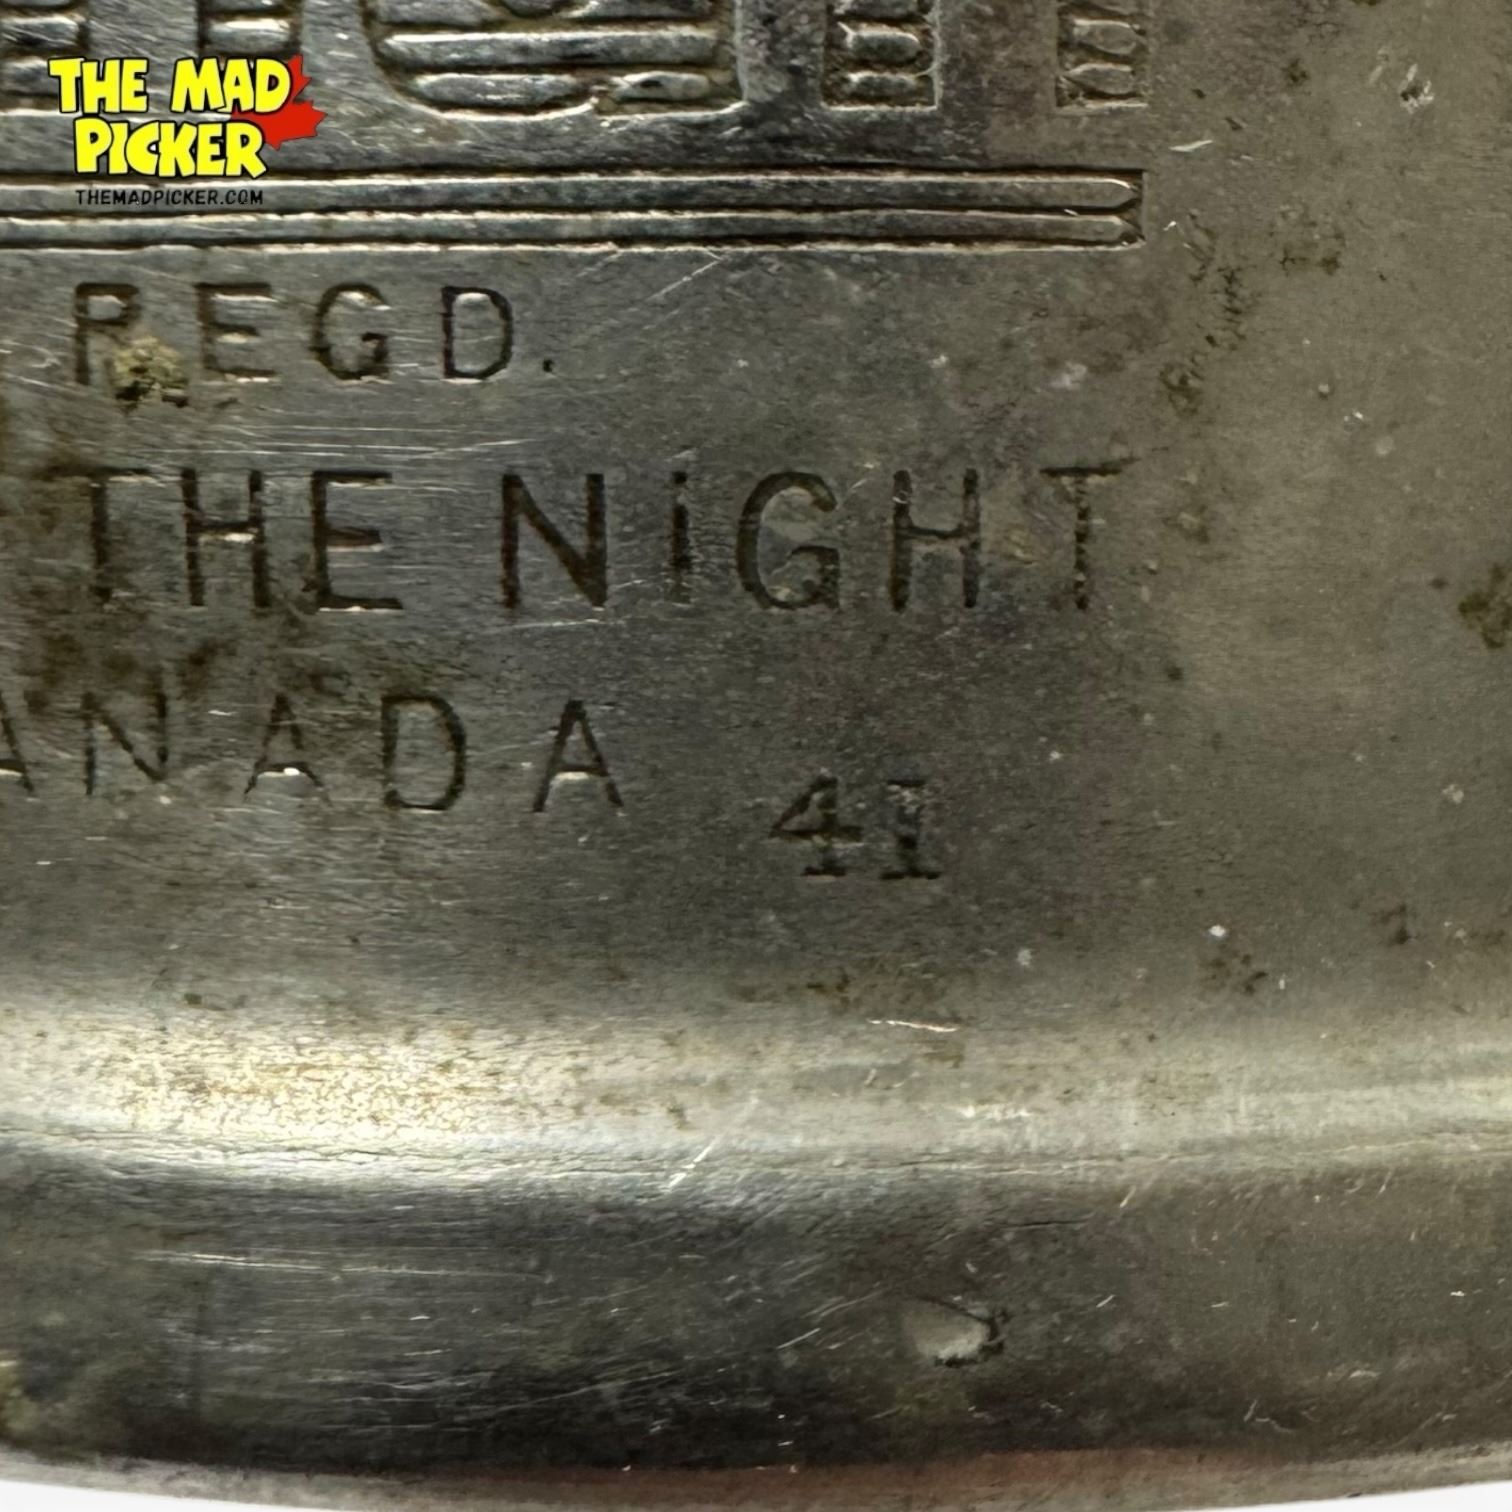 THE MAD
PICKER
THEMADPICKER.COM
REGD.
THE NiGHT
ANADA 41